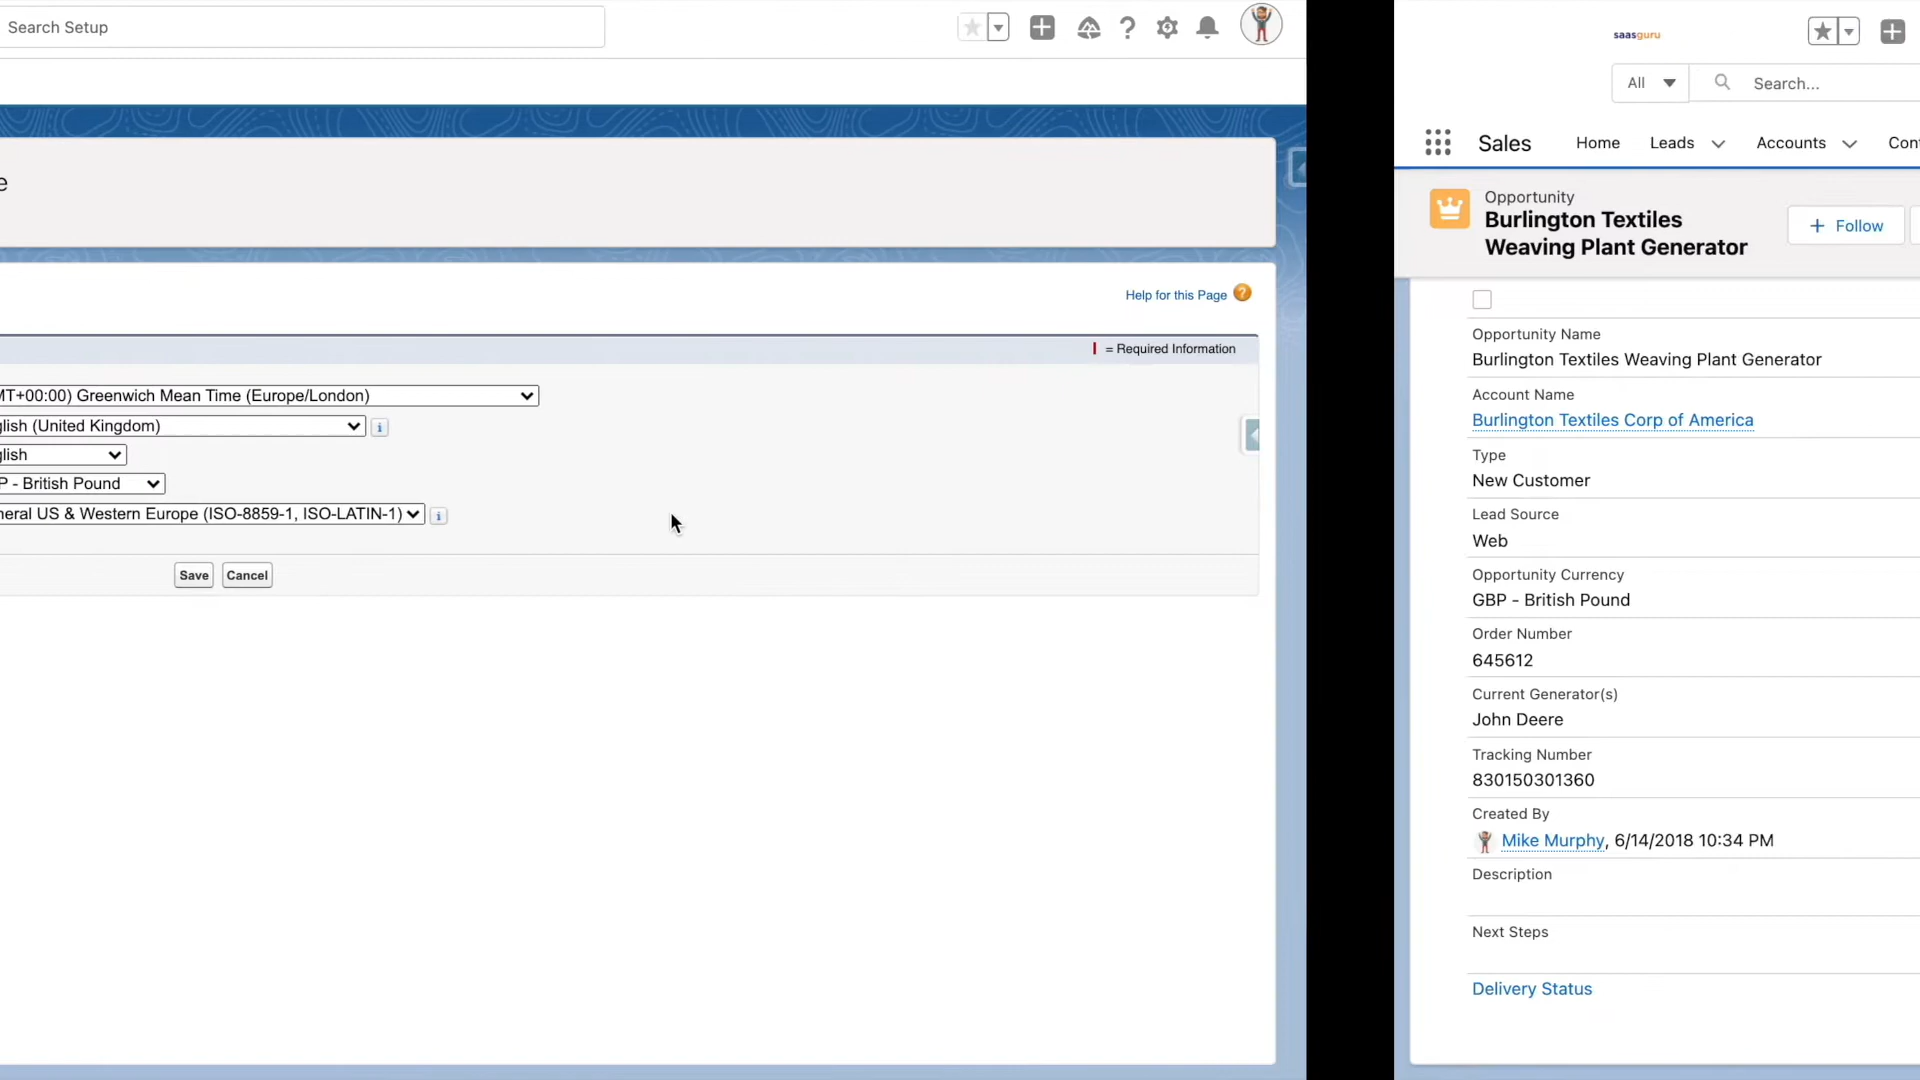 Search Setup
e
Help for this Page
= Required Information
MT+00:00) Greenwich Mean Time (Europe/London)
glish (United Kingdom)
glish
P - British Pound
neral US & Western Europe (ISO-8859-1, ISO-LATIN-1)
Save
Cancel
saasguru
All
Search...
Sales
Home
Leads
Accounts
Con
Opportunity
Burlington Textiles
Weaving Plant Generator
Follow
Opportunity Name
Burlington Textiles Weaving Plant Generator
Account Name
Burlington Textiles Corp of America
Type
New Customer
Lead Source
Web
Opportunity Currency
GBP - British Pound
Order Number
645612
Current Generator(s)
John Deere
Tracking Number
830150301360
Created By
Mike Murphy, 6/14/2018 10:34 PM
Description
Next Steps
Delivery Status